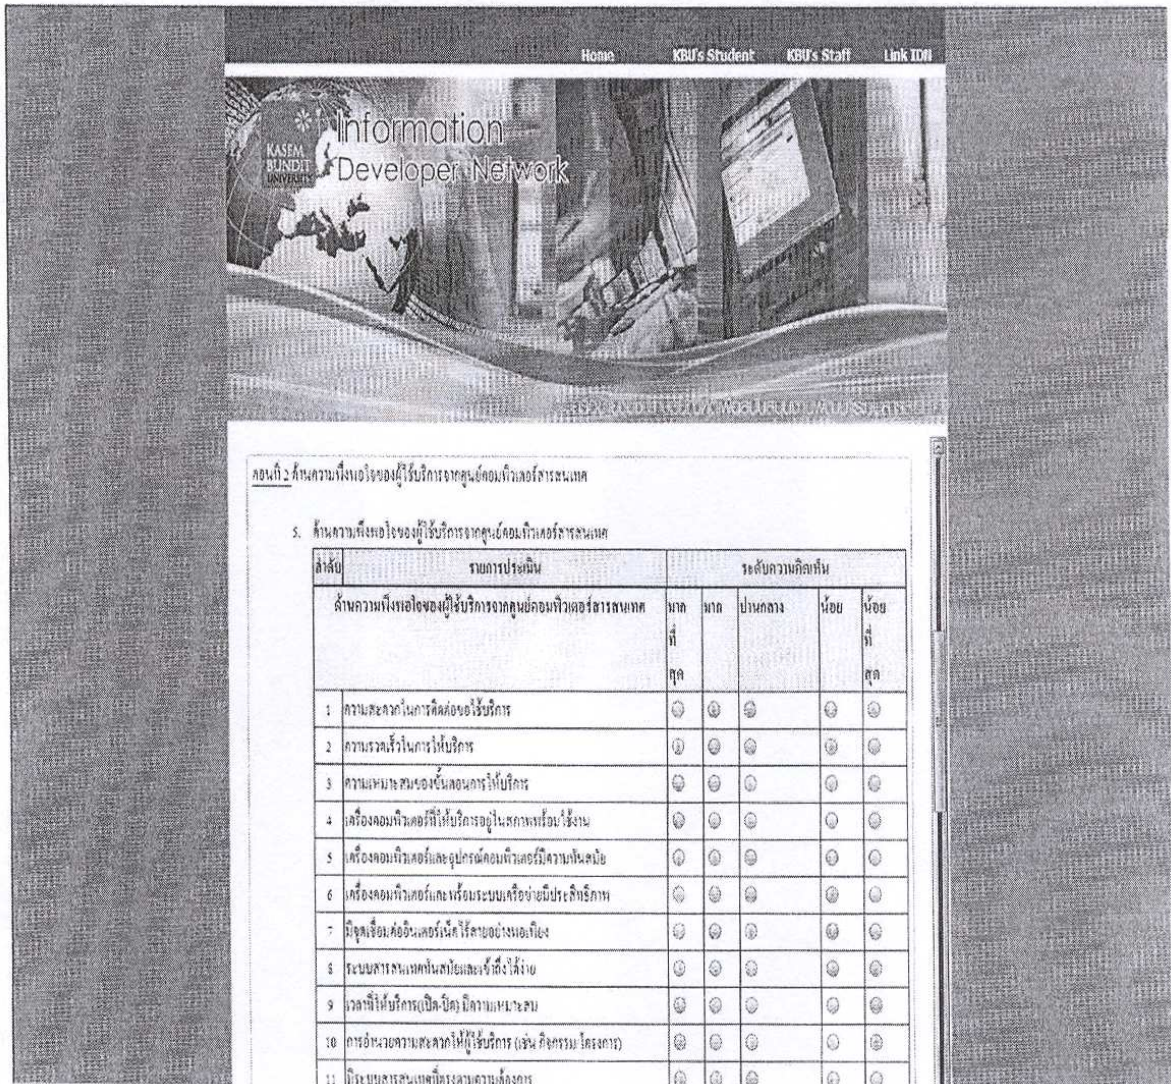 Home KBU's Student KBU's Staff Link IDN
KASEM
BUNDIT
UNIVERSITY
Information
Developer Network
ตอนที่ 2 ด้านความพึงพอใจของผู้ใช้บริการจากศูนย์คอมพิวเตอร์สารสนเทศ
5. ด้านความพึงพอใจของผู้ใช้บริการจากศูนย์คอมพิวเตอร์สารสนเทศ
ลำดับ รายการประเมิน ระดับความคิดเห็น
ด้านความพึงพอใจของผู้ใช้บริการจากศูนย์คอมพิวเตอร์สารสนเทศ มาก มาก ปานกลาง น้อย น้อย
ที่ ที่
สุด สุด
1 ความสะดวกในการติดต่อขอใช้บริการ
2 ความรวดเร็วในการให้บริการ
3 ความเหมาะสมของขั้นตอนการให้บริการ
4 เครื่องคอมพิวเตอร์ที่ให้บริการอยู่ในสภาพพร้อมใช้งาน
5 เครื่องคอมพิวเตอร์และอุปกรณ์คอมพิวเตอร์มีความทันสมัย
6 เครื่องคอมพิวเตอร์และพร้อมระบบเครือข่ายมีประสิทธิภาพ
7 มีจุดเชื่อมต่ออินเตอร์เน็ตไร้สายอย่างพอเพียง
8 ระบบสารสนเทศทันสมัยและเข้าถึงได้ง่าย
9 เวลาที่ให้บริการ(เปิด-ปิด) มีความเหมาะสม
10 การอำนวยความสะดวกให้ผู้ใช้บริการ (เช่น กิจกรรม โครงการ)
11 มีระบบสารสนเทศที่ตรงตามความต้องการ